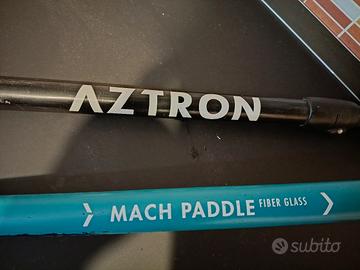 AZTRON
MACH PADDLE FIBER GLASS
subito